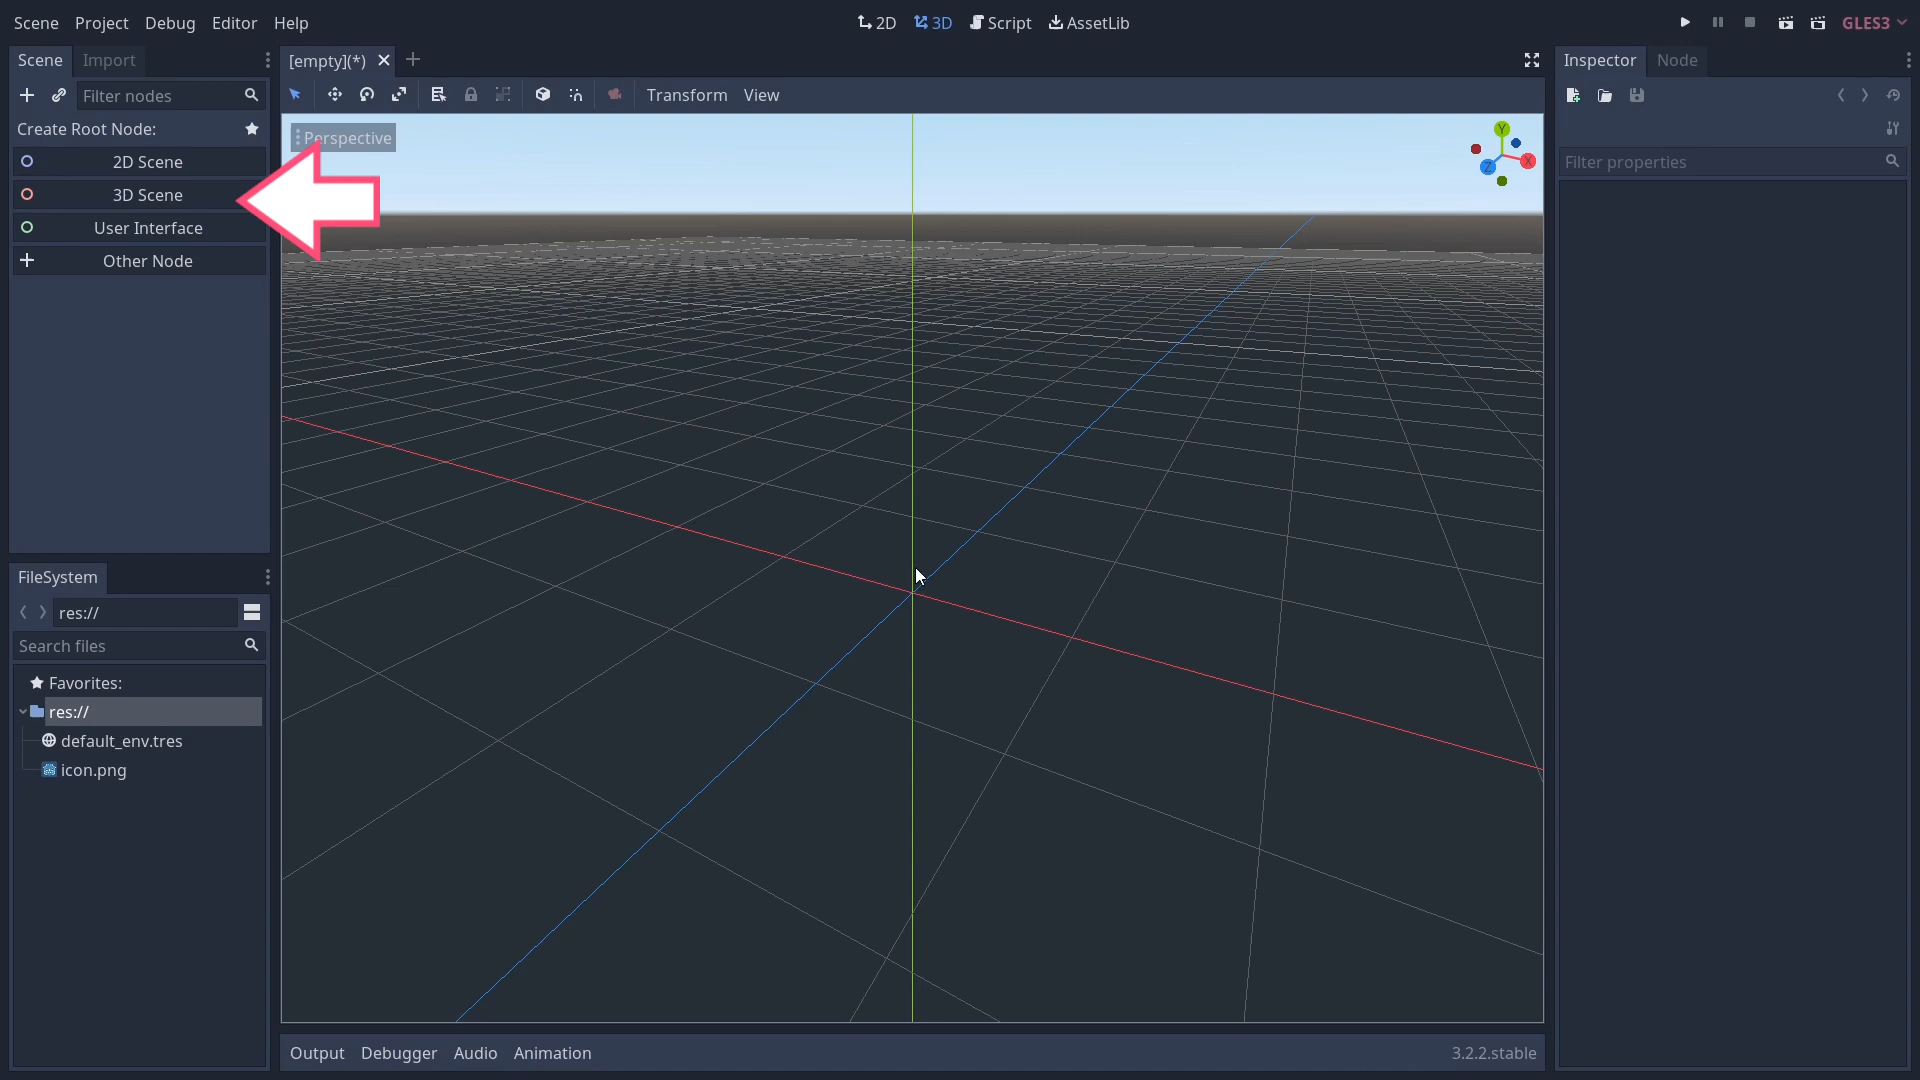 Scene Project Debug Editor Help
2D 3D Script AssetLib
GLES3
Scene Import
Filter nodes
Create Root Node:
2D Scene
3D Scene
User Interface
Other Node
FileSystem
res://
Search files
Favorites:
res://
default_env.tres
icon.png
[empty](*)
Transform View
Perspective
Y
X
Z
Output Debugger Audio Animation
3.2.2.stable
Inspector Node
Filter properties